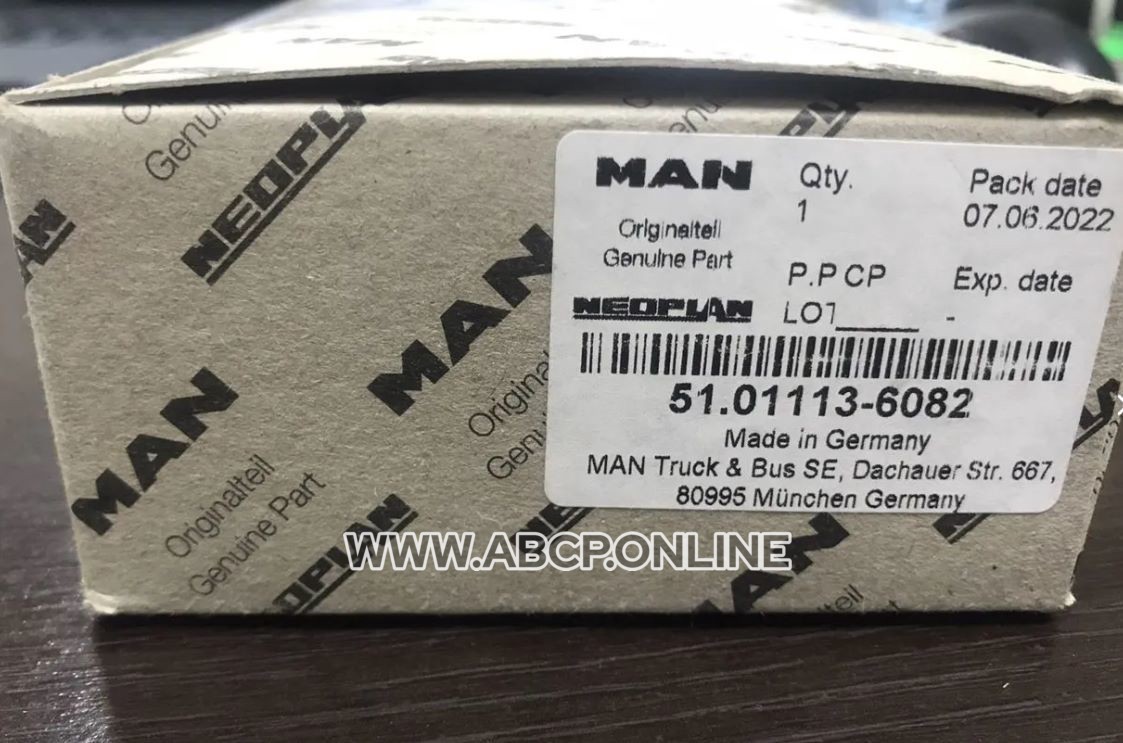 Originalteil
Genuine Part
NEOPLAN
MAN
Originalteil
Genuine Part
NEOPLAN
MAN
MAN
Originalteil
Genuine Part
NEOPLAN
Qty.
1
Pack date
07.06.2022
P.P CP
LOT_____
Exp. date
-
51.01113-6082
Made in Germany
MAN Truck & Bus SE, Dachauer Str. 667,
80995 München Germany
MAN
WWW.ABCP.ONLINE